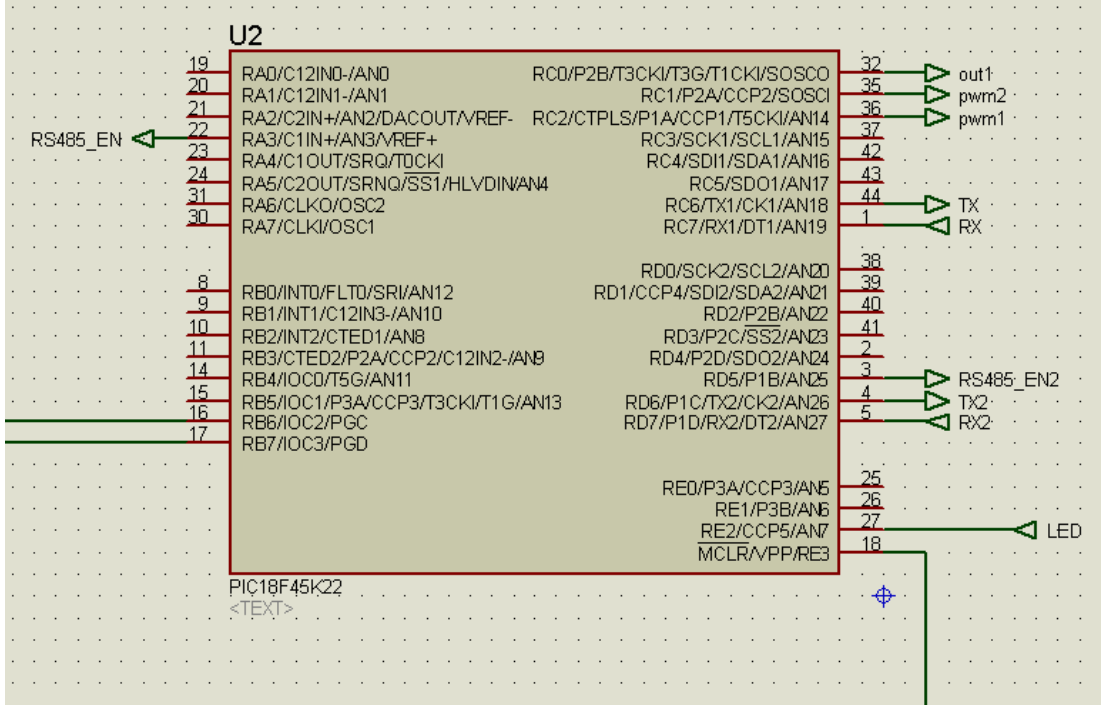 U2
19 RA0/C12IN0-/AN0
20 RA1/C12IN1-/AN1
21 RA2/C2IN+/AN2/DACOUT/VREF-
RS485_EN 22 RA3/C1IN+/AN3/VREF+
23 RA4/C1OUT/SRQ/T0CKI
24 RA5/C2OUT/SRNQ/SS1/HLVDIN/AN4
31 RA6/CLKO/OSC2
30 RA7/CLKI/OSC1
8 RB0/INT0/FLT0/SRI/AN12
9 RB1/INT1/C12IN3-/AN10
10 RB2/INT2/CTED1/AN8
11 RB3/CTED2/P2A/CCP2/C12IN2-/AN9
14 RB4/IOC0/T5G/AN11
15 RB5/IOC1/P3A/CCP3/T3CKI/T1G/AN13
16 RB6/IOC2/PGC
17 RB7/IOC3/PGD
RC0/P2B/T3CKI/T3G/T1CKI/SOSCO 32 out1
RC1/P2A/CCP2/SOSCI 35 pwm2
RC2/CTPLS/P1A/CCP1/T5CKI/AN14 36 pwm1
RC3/SCK1/SCL1/AN15 37
RC4/SDI1/SDA1/AN16 42
RC5/SDO1/AN17 43
RC6/TX1/CK1/AN18 44 TX
RC7/RX1/DT1/AN19 1 RX
RD0/SCK2/SCL2/AN20 38
RD1/CCP4/SDI2/SDA2/AN21 39
RD2/P2B/AN22 40
RD3/P2C/SS2/AN23 41
RD4/P2D/SDO2/AN24 2
RD5/P1B/AN25 3 RS485_EN2
RD6/P1C/TX2/CK2/AN26 4 TX2
RD7/P1D/RX2/DT2/AN27 5 RX2
RE0/P3A/CCP3/AN5 25
RE1/P3B/AN6 26
RE2/CCP5/AN7 27 LED
MCLR/VPP/RE3 18
PIC18F45K22
<TEXT>